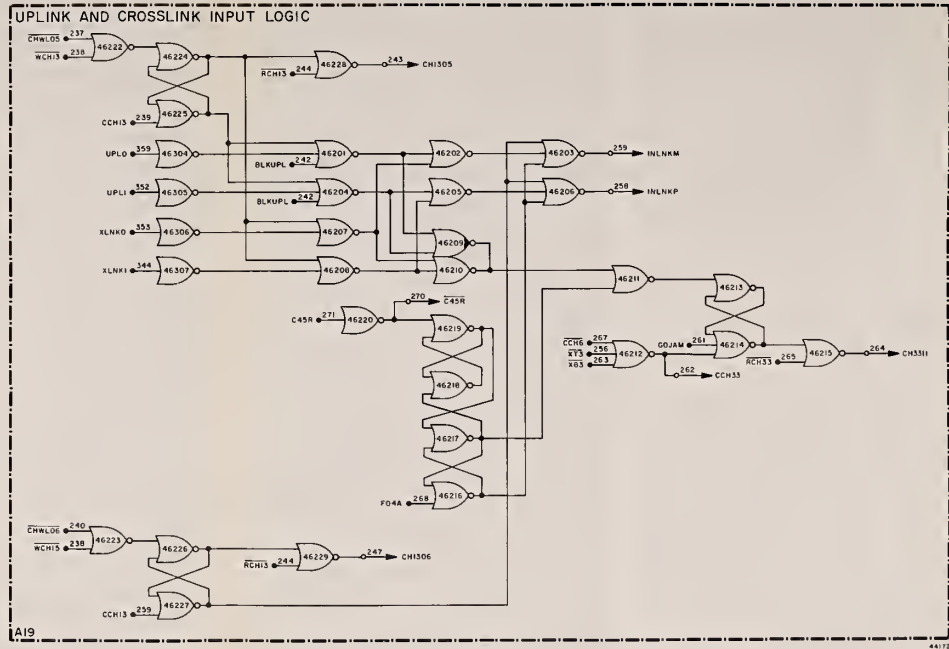 UPLINK AND CROSSLINK INPUT LOGIC
CHWL05 237
WCH13 238
46222
46224
46225
CCH13 239
RCH13 244
46228
243 CH1305
UPL0 359
46304
BLKUPL 242
46201
46202
46203
259 INLNKM
UPL1 352
46305
BLKUPL 242
46204
46205
46206
258 INLNKP
XLNK0 353
46306
46207
46209
XLNK1 344
46307
46208
46210
46211
46213
C45R 271
46220
270 C45R
46219
46218
46217
F04A 268
46216
CCH6 267
XT3 256
XB3 263
46212
GOJAM 261
46214
262 CCH33
RCH33 265
46215
264 CH3311
CHWL06 240
WCH15 238
46223
46226
46227
CCH13 259
RCH13 244
46229
247 CH1306
A19